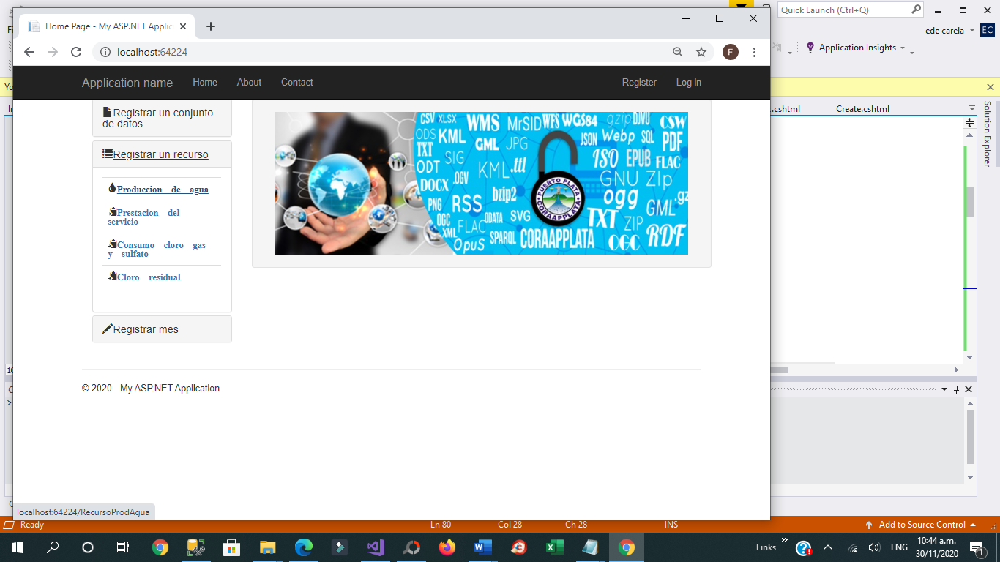 Quick Launch (Ctrl+Q)
Home Page - My ASP.NET Applic
ede carela
EC
localhost:64224
F
Application Insights
Application name
Home
About
Contact
Register
Log in
Create.cshtml
Solution Explorer
Registrar un conjunto
de datos
Registrar un recurso
Produccion de agua
Prestacion del
servicio
Consumo cloro gas
y sulfato
Cloro residual
Registrar mes
CSV XLSX WMS MrSID WFS WGS84 gzip DJVU CSW
ODS KML GML JPG JSON Webp SQL PDF
TXT SIG .ttl ISO EPUB FLAC
ODT .OGV KML GNU Zip
DOCX bzip2 ogg .gz
PNG RSS GML
OGC ODATA SVG TXT ZIP
XML FLAC RDF
OpuS SPARQL CORAAPPLATA OGC
PUERTO PLATA
CORAAPPLATA
© 2020 - My ASP.NET Application
localhost:64224/RecursoProdAgua
Ready
Ln 80
Col 28
Ch 28
INS
Add to Source Control
Links
ENG
10:44 a.m.
30/11/2020
1